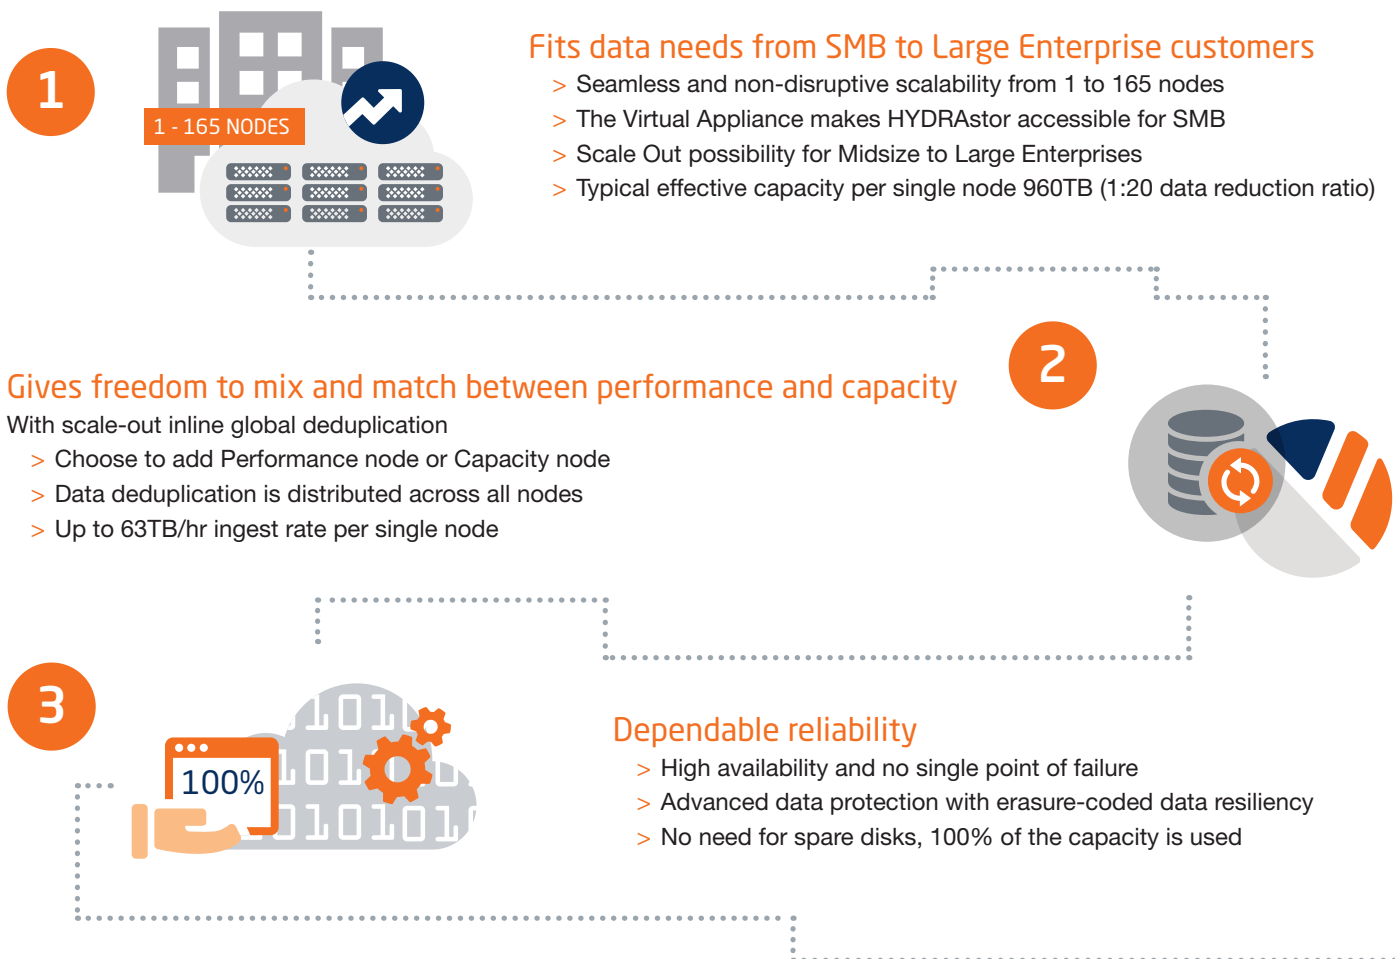 1
1 - 165 NODES
Fits data needs from SMB to Large Enterprise customers
> Seamless and non-disruptive scalability from 1 to 165 nodes
> The Virtual Appliance makes HYDRAstor accessible for SMB
> Scale Out possibility for Midsize to Large Enterprises
> Typical effective capacity per single node 960TB (1:20 data reduction ratio)
2
Gives freedom to mix and match between performance and capacity
With scale-out inline global deduplication
> Choose to add Performance node or Capacity node
> Data deduplication is distributed across all nodes
> Up to 63TB/hr ingest rate per single node
3
100%
Dependable reliability
> High availability and no single point of failure
> Advanced data protection with erasure-coded data resiliency
> No need for spare disks, 100% of the capacity is used